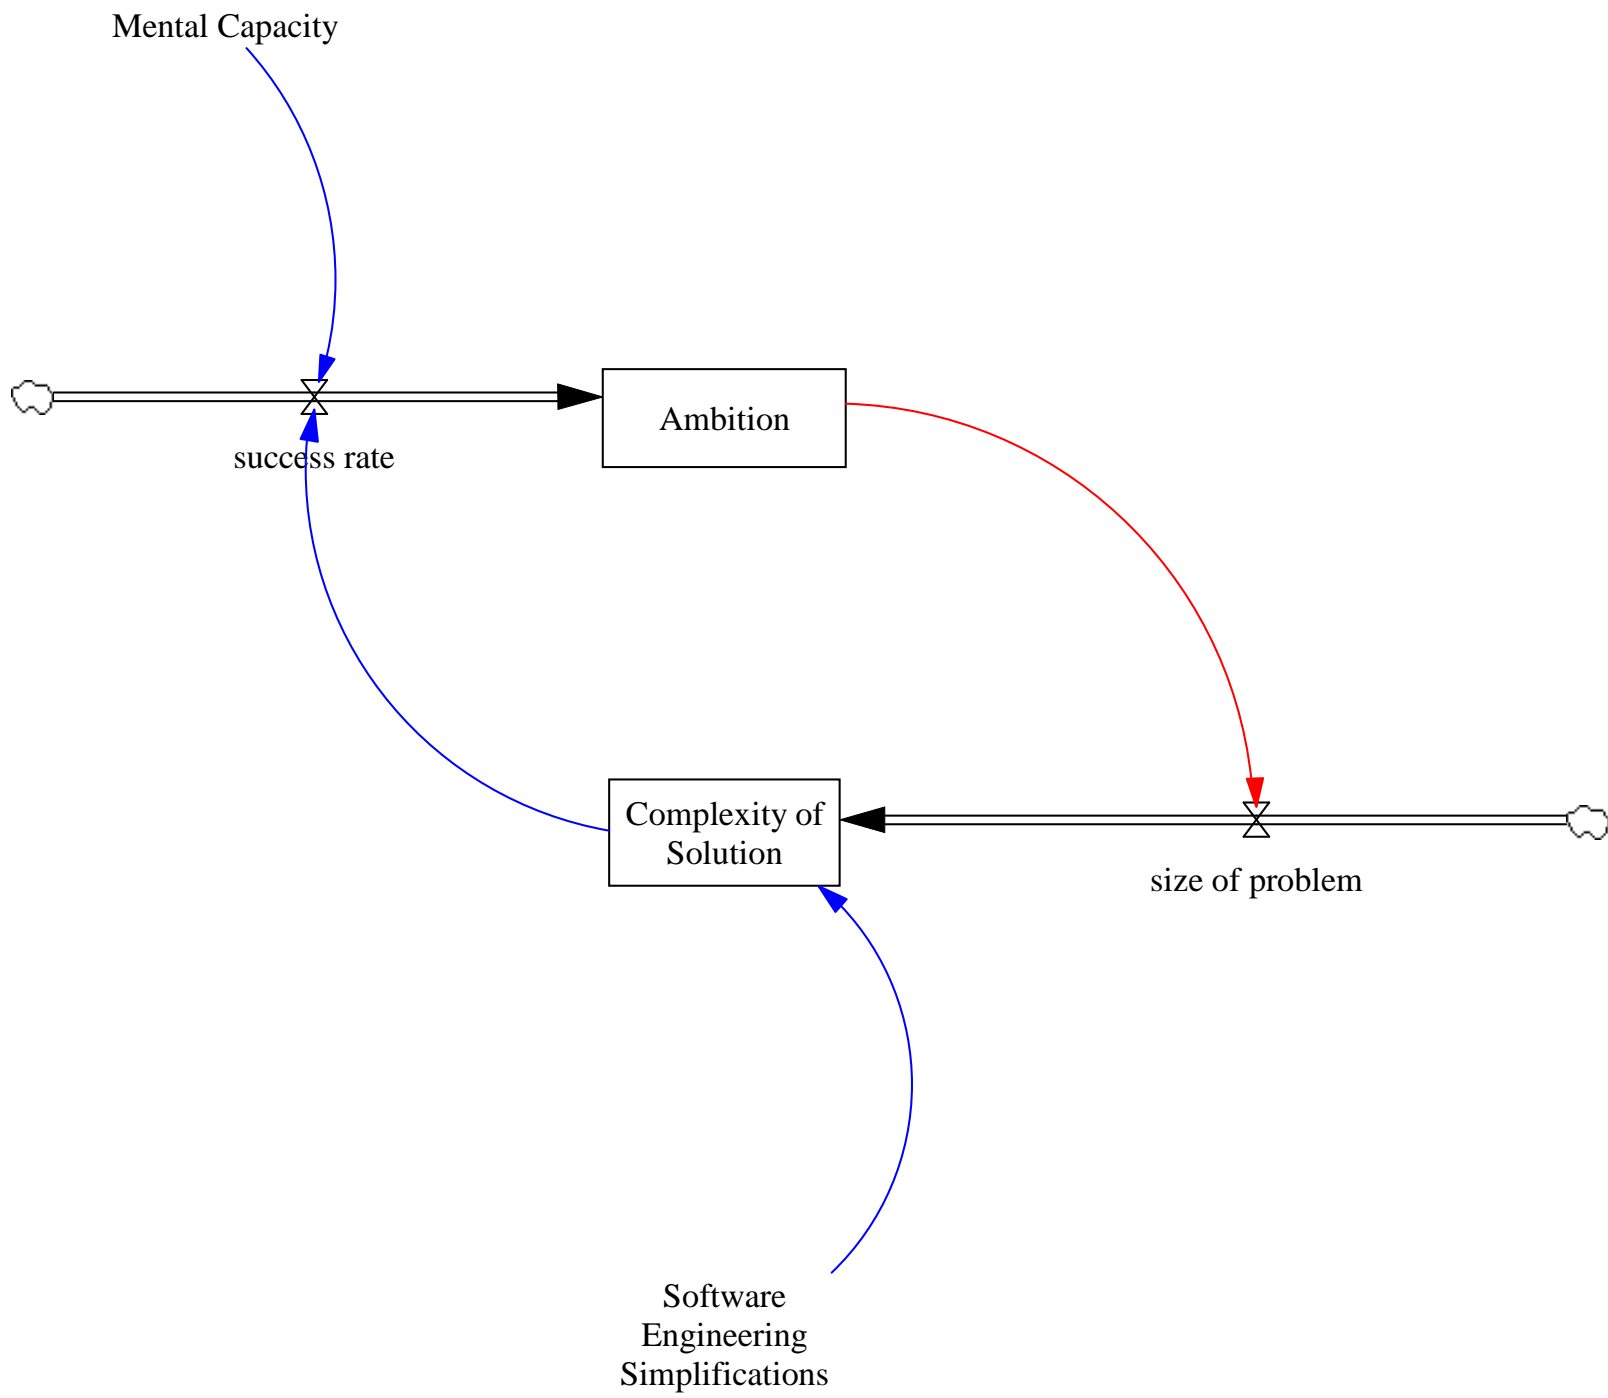 Mental Capacity
Ambition
success rate
Complexity of
Solution
size of problem
Software
Engineering
Simplifications